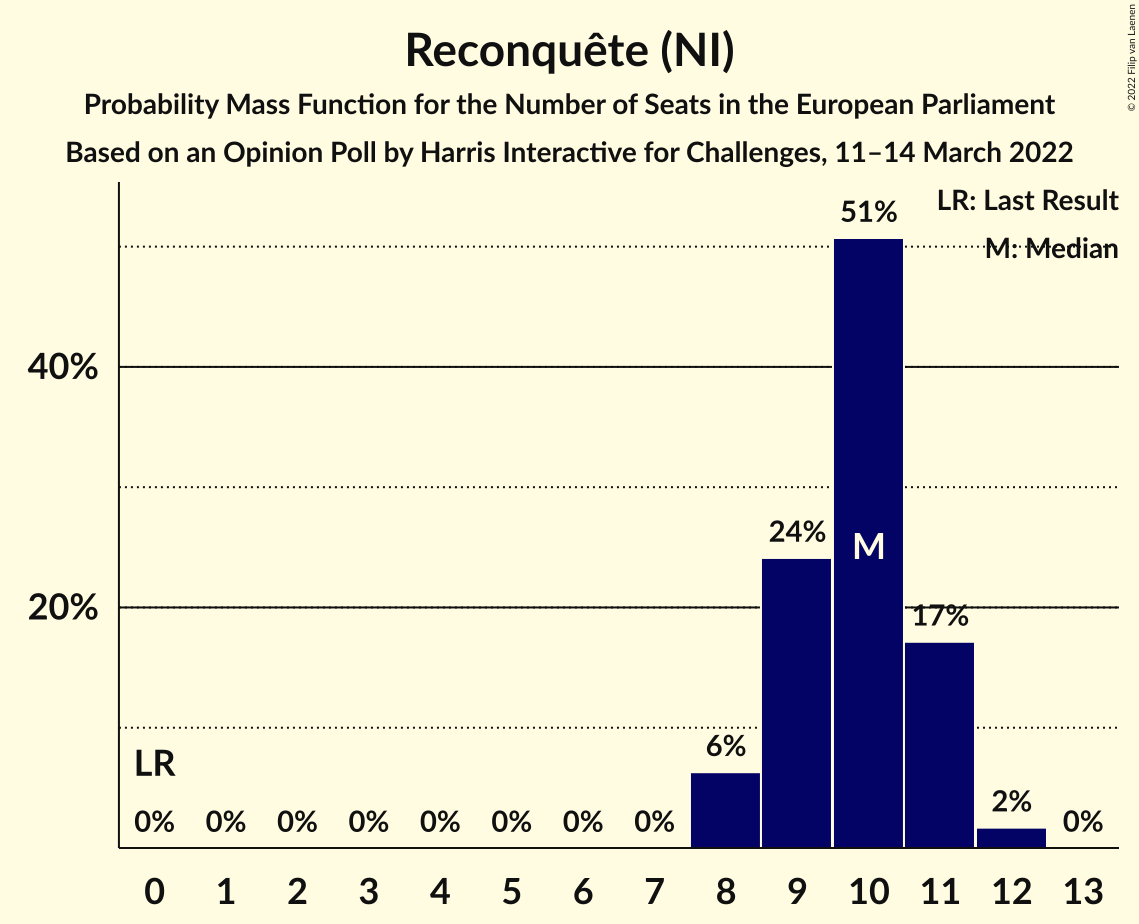 Reconquête (NI)
Probability Mass Function for the Number of Seats in the European Parliament
Based on an Opinion Poll by Harris Interactive for Challenges, 11–14 March 2022
© 2022 Filip van Laenen
LR: Last Result
M: Median
51%
40%
24%
M
20%
17%
LR
6%
2%
0% 0% 0% 0% 0% 0% 0% 0% 0%
0 1 2 3 4 5 6 7 8 9 10 11 12 13